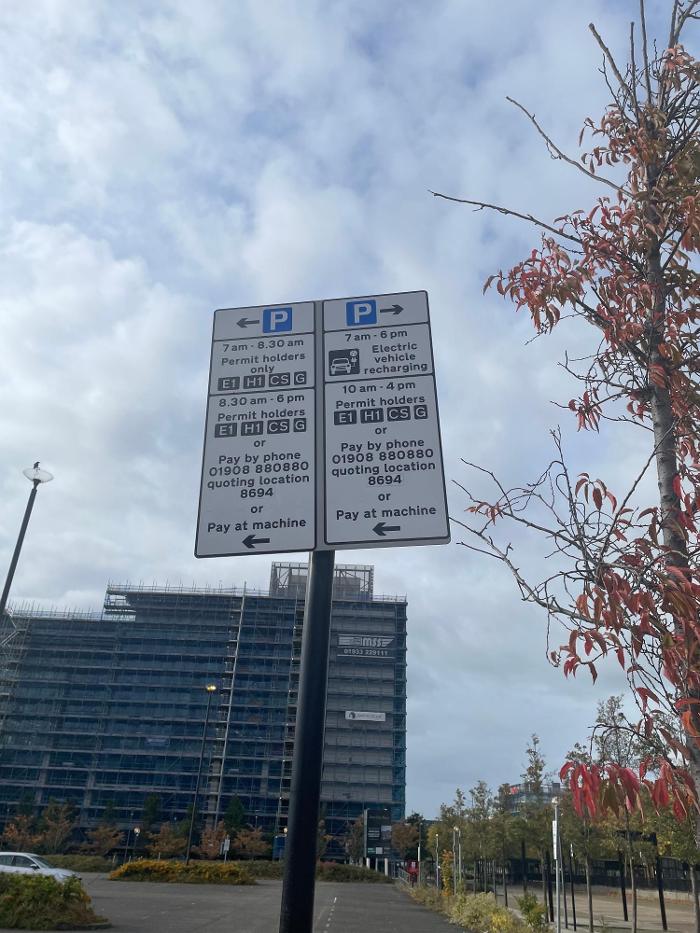 P
7 am - 8.30 am
Permit holders
only
E1 H1 CS G
8.30 am - 6 pm
Permit holders
E1 H1 CS G
or
Pay by phone
01908 880880
quoting location
8694
or
Pay at machine
P
7 am - 6 pm
Electric
vehicle
recharging
10 am - 4 pm
Permit holders
E1 H1 CS G
or
Pay by phone
01908 880880
quoting location
8694
or
Pay at machine
MSS
01933 229111